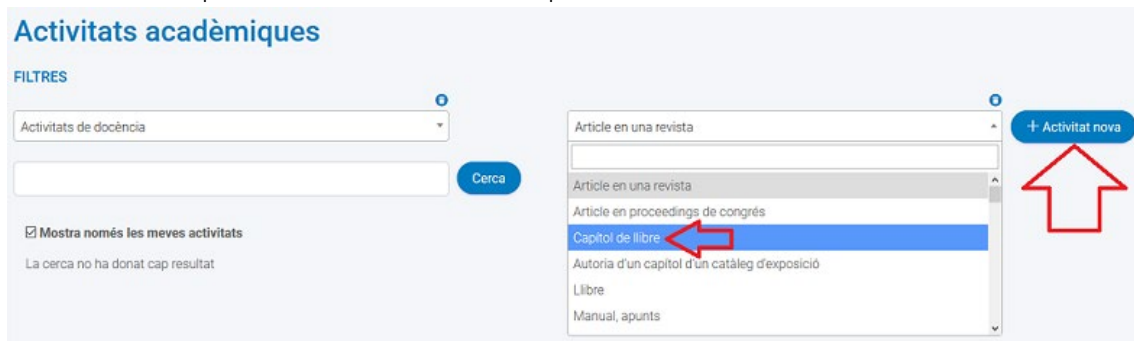 Activitats acadèmiques
FILTRES
Activitats de docència
Article en una revista
+ Activitat nova
Cerca
Article en una revista
Article en proceedings de congrés
Mostra només les meves activitats
Capítol de llibre
La cerca no ha donat cap resultat
Autoria d'un capítol d'un catàleg d'exposició
Llibre
Manual, apunts